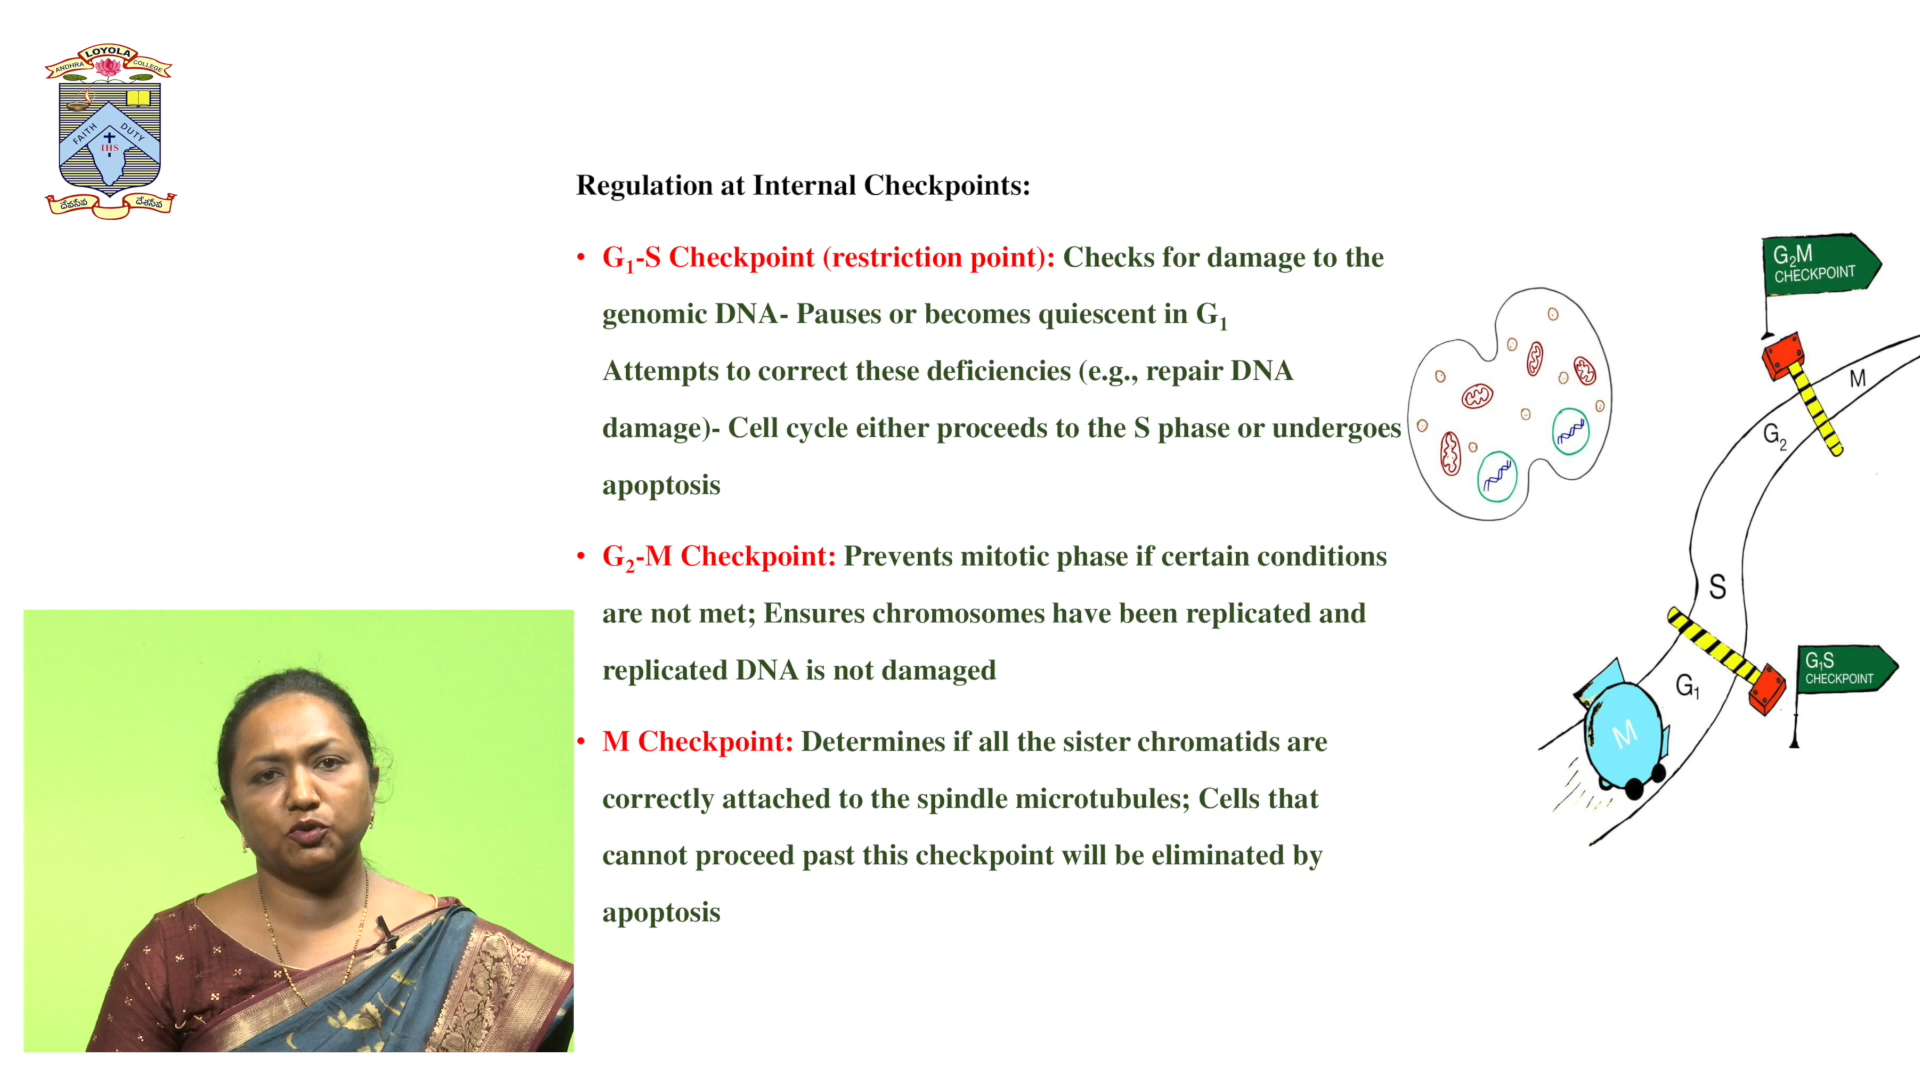 LOYOLA
ANDHRA COLLEGE
FAITH DUTY
IHS
దేవసేవ దేశసేవ
Regulation at Internal Checkpoints:
• G₁-S Checkpoint (restriction point): Checks for damage to the
genomic DNA- Pauses or becomes quiescent in G₁
Attempts to correct these deficiencies (e.g., repair DNA
damage)- Cell cycle either proceeds to the S phase or undergoes
apoptosis
• G₂-M Checkpoint: Prevents mitotic phase if certain conditions
are not met; Ensures chromosomes have been replicated and
replicated DNA is not damaged
• M Checkpoint: Determines if all the sister chromatids are
correctly attached to the spindle microtubules; Cells that
cannot proceed past this checkpoint will be eliminated by
apoptosis
G₂M
CHECKPOINT
M
G₂
S
G₁S
CHECKPOINT
G₁
M